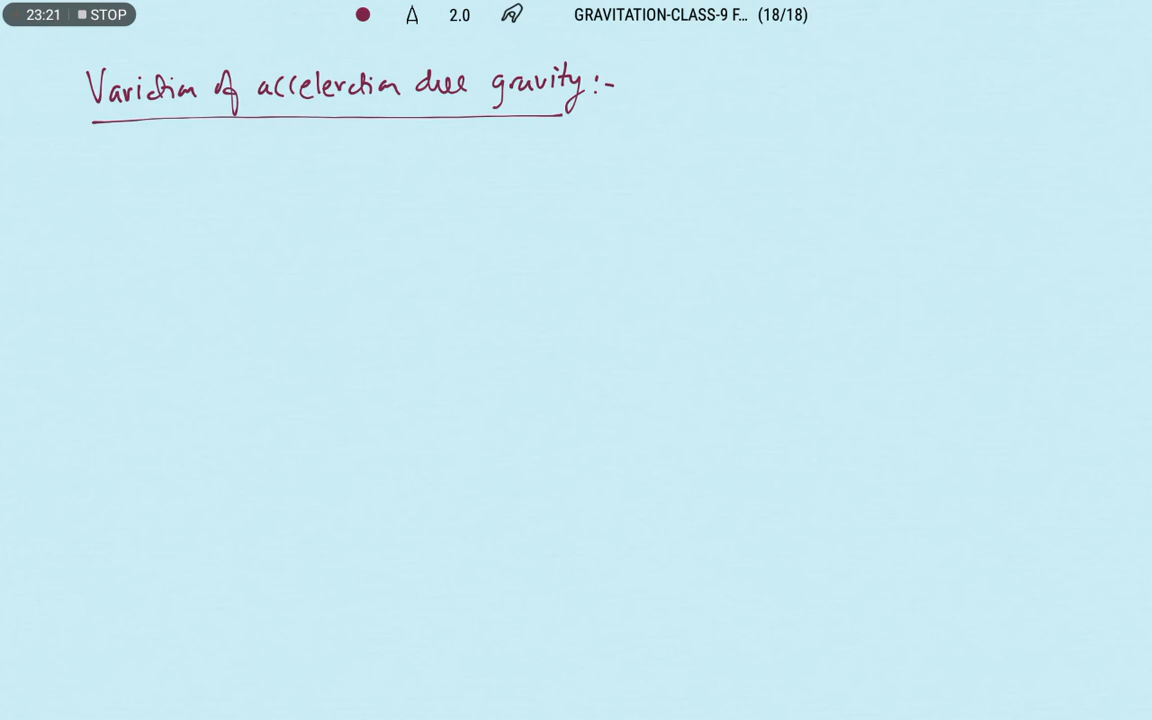 23:21 STOP 2.0 GRAVITATION-CLASS-9 F... (18/18)
Variation of acceleration due gravity:-